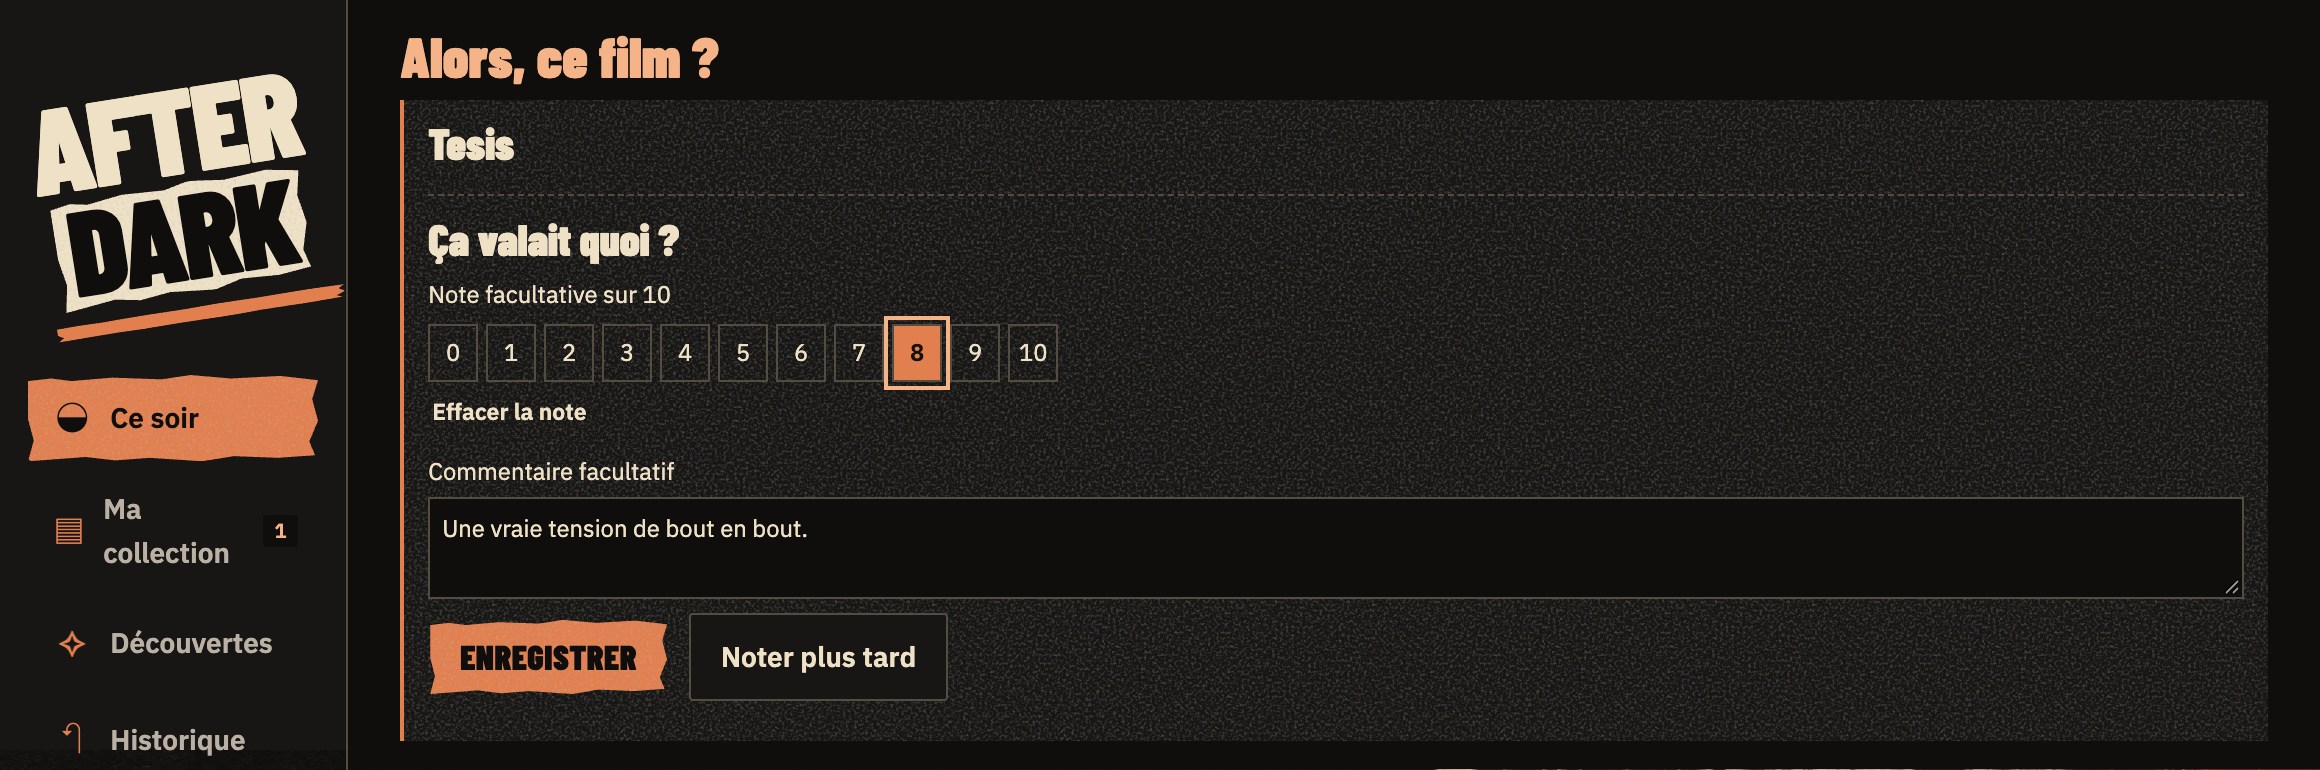 AFTER
DARK
Ce soir
Ma
collection
1
Découvertes
Historique
Alors, ce film ?
Tesis
Ça valait quoi ?
Note facultative sur 10
0 1 2 3 4 5 6 7 8 9 10
Effacer la note
Commentaire facultatif
Une vraie tension de bout en bout.
ENREGISTRER
Noter plus tard